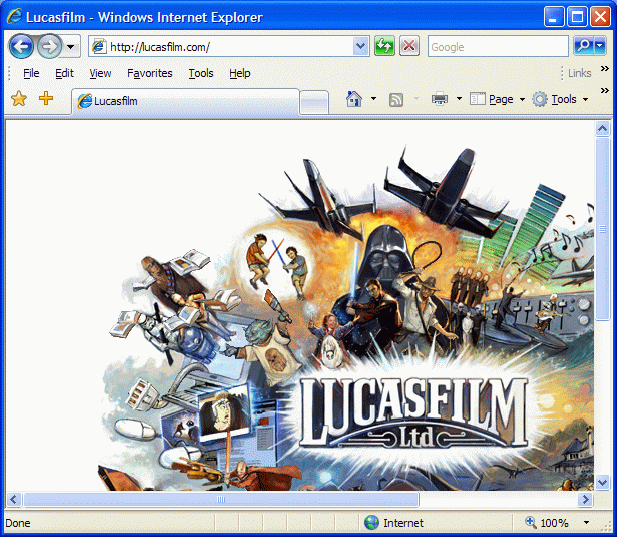 Lucasfilm - Windows Internet Explorer
http://lucasfilm.com/
Google
File Edit View Favorites Tools Help
Links
Lucasfilm
Page Tools
LUCASFILM
Ltd
Done
Internet
100%